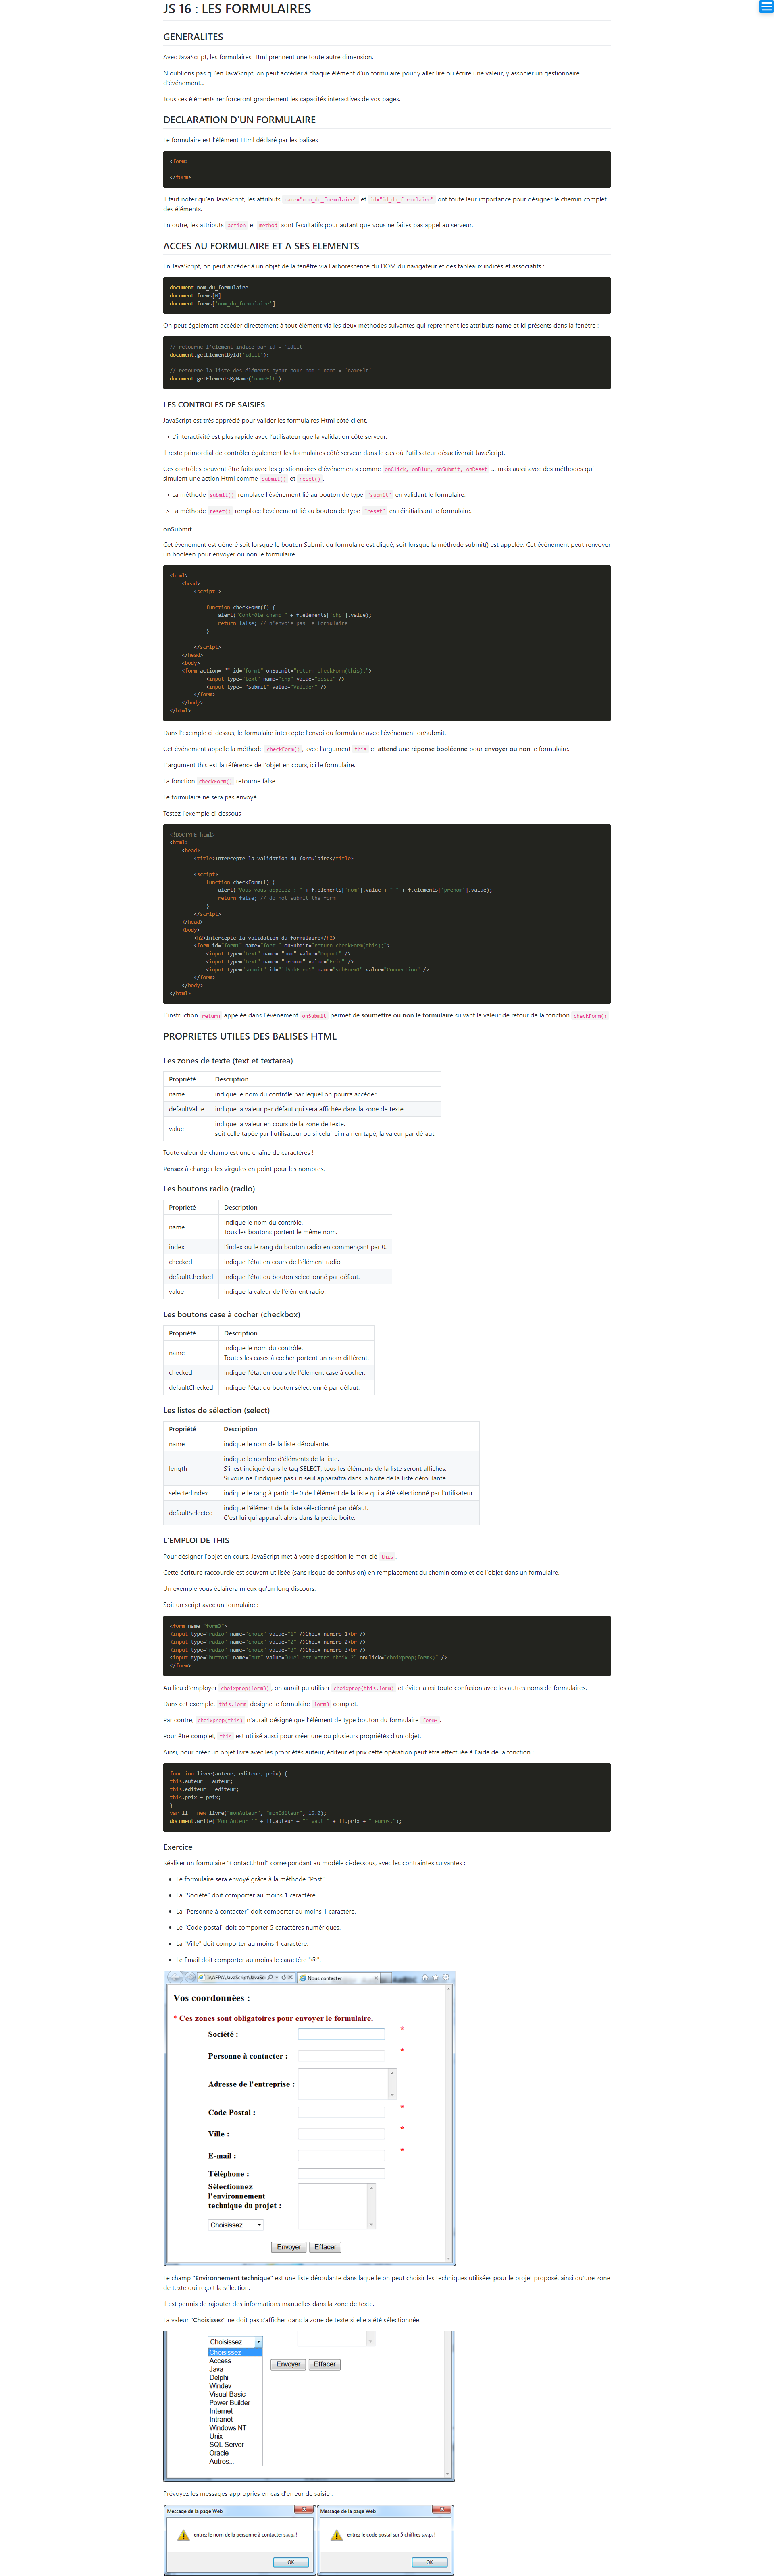 JS 16 : LES FORMULAIRES
GENERALITES
Avec JavaScript, les formulaires Html prennent une toute autre dimension.
N'oublions pas qu'en JavaScript, on peut accéder à chaque élément d'un formulaire pour y aller lire ou écrire une valeur, y associer un gestionnaire
d'événement...
Tous ces éléments renforceront grandement les capacités interactives de vos pages.
DECLARATION D'UN FORMULAIRE
Le formulaire est l'élément Html déclaré par les balises
<form>
</form>
Il faut noter qu'en JavaScript, les attributs name="nom_du_formulaire" et id="id_du_formulaire" ont toute leur importance pour désigner le chemin complet
des éléments.
En outre, les attributs action et method sont facultatifs pour autant que vous ne faites pas appel au serveur.
ACCES AU FORMULAIRE ET A SES ELEMENTS
En JavaScript, on peut accéder à un objet de la fenêtre via l'arborescence du DOM du navigateur et des tableaux indicés et associatifs :
document.nom_du_formulaire
document.forms[0]…
document.forms['nom_du_formulaire']…
On peut également accéder directement à tout élément via les deux méthodes suivantes qui reprennent les attributs name et id présents dans la fenêtre :
// retourne l'élément indicé par id = 'idElt'
document.getElementById('idElt');
// retourne la liste des éléments ayant pour nom : name = 'nameElt'
document.getElementsByName('nameElt');
LES CONTROLES DE SAISIES
JavaScript est très apprécié pour valider les formulaires Html côté client.
-> L'interactivité est plus rapide avec l'utilisateur que la validation côté serveur.
Il reste primordial de contrôler également les formulaires côté serveur dans le cas où l'utilisateur désactiverait JavaScript.
Ces contrôles peuvent être faits avec les gestionnaires d'événements comme onClick, onBlur, onSubmit, onReset ... mais aussi avec des méthodes qui
simulent une action Html comme submit() et reset() .
-> La méthode submit() remplace l'événement lié au bouton de type "submit" en validant le formulaire.
-> La méthode reset() remplace l'événement lié au bouton de type "reset" en réinitialisant le formulaire.
onSubmit
Cet événement est généré soit lorsque le bouton Submit du formulaire est cliqué, soit lorsque la méthode submit() est appelée. Cet événement peut renvoyer
un booléen pour envoyer ou non le formulaire.
<html>
<head>
<script >
function checkForm(f) {
alert("Contrôle champ " + f.elements['chp'].value);
return false; // n'envoie pas le formulaire
}
</script>
</head>
<body>
<form action= "" id="form1" onSubmit="return checkForm(this);">
<input type="text" name="chp" value="essai" />
<input type= "submit" value="Valider" />
</form>
</body>
</html>
Dans l'exemple ci-dessus, le formulaire intercepte l'envoi du formulaire avec l'événement onSubmit.
Cet événement appelle la méthode checkForm() , avec l'argument this et attend une réponse booléenne pour envoyer ou non le formulaire.
L'argument this est la référence de l'objet en cours, ici le formulaire.
La fonction checkForm() retourne false.
Le formulaire ne sera pas envoyé.
Testez l'exemple ci-dessous
<!DOCTYPE html>
<html>
<head>
<title>Intercepte la validation du formulaire</title>
<script>
function checkForm(f) {
alert("Vous vous appelez : " + f.elements['nom'].value + " " + f.elements['prenom'].value);
return false; // do not submit the form
}
</script>
</head>
<body>
<h2>Intercepte la validation du formulaire</h2>
<form id="form1" name="form1" onSubmit="return checkForm(this);">
<input type="text" name= "nom" value="Dupont" />
<input type="text" name= "prenom" value="Eric" />
<input type="submit" id="idSubForm1" name="subForm1" value="Connection" />
</form>
</body>
</html>
L'instruction return appelée dans l'événement onSubmit permet de soumettre ou non le formulaire suivant la valeur de retour de la fonction checkForm() .
PROPRIETES UTILES DES BALISES HTML
Les zones de texte (text et textarea)
Propriété Description
name indique le nom du contrôle par lequel on pourra accéder.
defaultValue indique la valeur par défaut qui sera affichée dans la zone de texte.
value indique la valeur en cours de la zone de texte.
soit celle tapée par l'utilisateur ou si celui-ci n'a rien tapé, la valeur par défaut.
Toute valeur de champ est une chaîne de caractères !
Pensez à changer les virgules en point pour les nombres.
Les boutons radio (radio)
Propriété Description
name indique le nom du contrôle.
Tous les boutons portent le même nom.
index l'index ou le rang du bouton radio en commençant par 0.
checked indique l'état en cours de l'élément radio
defaultChecked indique l'état du bouton sélectionné par défaut.
value indique la valeur de l'élément radio.
Les boutons case à cocher (checkbox)
Propriété Description
name indique le nom du contrôle.
Toutes les cases à cocher portent un nom différent.
checked indique l'état en cours de l'élément case à cocher.
defaultChecked indique l'état du bouton sélectionné par défaut.
Les listes de sélection (select)
Propriété Description
name indique le nom de la liste déroulante.
length indique le nombre d'éléments de la liste.
S'il est indiqué dans le tag SELECT, tous les éléments de la liste seront affichés.
Si vous ne l'indiquez pas un seul apparaîtra dans la boîte de la liste déroulante.
selectedIndex indique le rang à partir de 0 de l'élément de la liste qui a été sélectionné par l'utilisateur.
defaultSelected indique l'élément de la liste sélectionné par défaut.
C'est lui qui apparaît alors dans la petite boîte.
L'EMPLOI DE THIS
Pour désigner l'objet en cours, JavaScript met à votre disposition le mot-clé this .
Cette écriture raccourcie est souvent utilisée (sans risque de confusion) en remplacement du chemin complet de l'objet dans un formulaire.
Un exemple vous éclairera mieux qu'un long discours.
Soit un script avec un formulaire :
<form name="form3">
<input type="radio" name="choix" value="1" />Choix numéro 1<br />
<input type="radio" name="choix" value="2" />Choix numéro 2<br />
<input type="radio" name="choix" value="3" />Choix numéro 3<br />
<input type="button" name="but" value="Quel est votre choix ?" onClick="choixprop(form3)" />
</form>
Au lieu d'employer choixprop(form3) , on aurait pu utiliser choixprop(this.form) et éviter ainsi toute confusion avec les autres noms de formulaires.
Dans cet exemple, this.form désigne le formulaire form3 complet.
Par contre, choixprop(this) n'aurait désigné que l'élément de type bouton du formulaire form3 .
Pour être complet, this est utilisé aussi pour créer une ou plusieurs propriétés d'un objet.
Ainsi, pour créer un objet livre avec les propriétés auteur, éditeur et prix cette opération peut être effectuée à l'aide de la fonction :
function livre(auteur, editeur, prix) {
this.auteur = auteur;
this.editeur = editeur;
this.prix = prix;
}
var l1 = new livre("monAuteur", "monEditeur", 15.0);
document.write("Mon Auteur '" + l1.auteur + "' vaut " + l1.prix + " euros.");
Exercice
Réaliser un formulaire "Contact.html" correspondant au modèle ci-dessous, avec les contraintes suivantes :
• Le formulaire sera envoyé grâce à la méthode "Post".
• La "Société" doit comporter au moins 1 caractère.
• La "Personne à contacter" doit comporter au moins 1 caractère.
• Le "Code postal" doit comporter 5 caractères numériques.
• La "Ville" doit comporter au moins 1 caractère.
• Le Email doit comporter au moins le caractère "@".
E:\AFPA\JavaScript\JavaSci Nous contacter
Vos coordonnées :
* Ces zones sont obligatoires pour envoyer le formulaire.
Société : *
Personne à contacter : *
Adresse de l'entreprise :
Code Postal : *
Ville : *
E-mail : *
Téléphone :
Sélectionnez
l'environnement
technique du projet :
Choisissez
Envoyer Effacer
Le champ "Environnement technique" est une liste déroulante dans laquelle on peut choisir les techniques utilisées pour le projet proposé, ainsi qu'une zone
de texte qui reçoit la sélection.
Il est permis de rajouter des informations manuelles dans la zone de texte.
La valeur "Choisissez" ne doit pas s'afficher dans la zone de texte si elle a été sélectionnée.
Choisissez
Choisissez
Access
Java
Delphi
Windev
Visual Basic
Power Builder
Internet
Intranet
Windows NT
Unix
SQL Server
Oracle
Autres...
Envoyer Effacer
Prévoyez les messages appropriés en cas d'erreur de saisie :
Message de la page Web Message de la page Web
entrez le nom de la personne à contacter s.v.p. ! entrez le code postal sur 5 chiffres s.v.p. !
OK OK